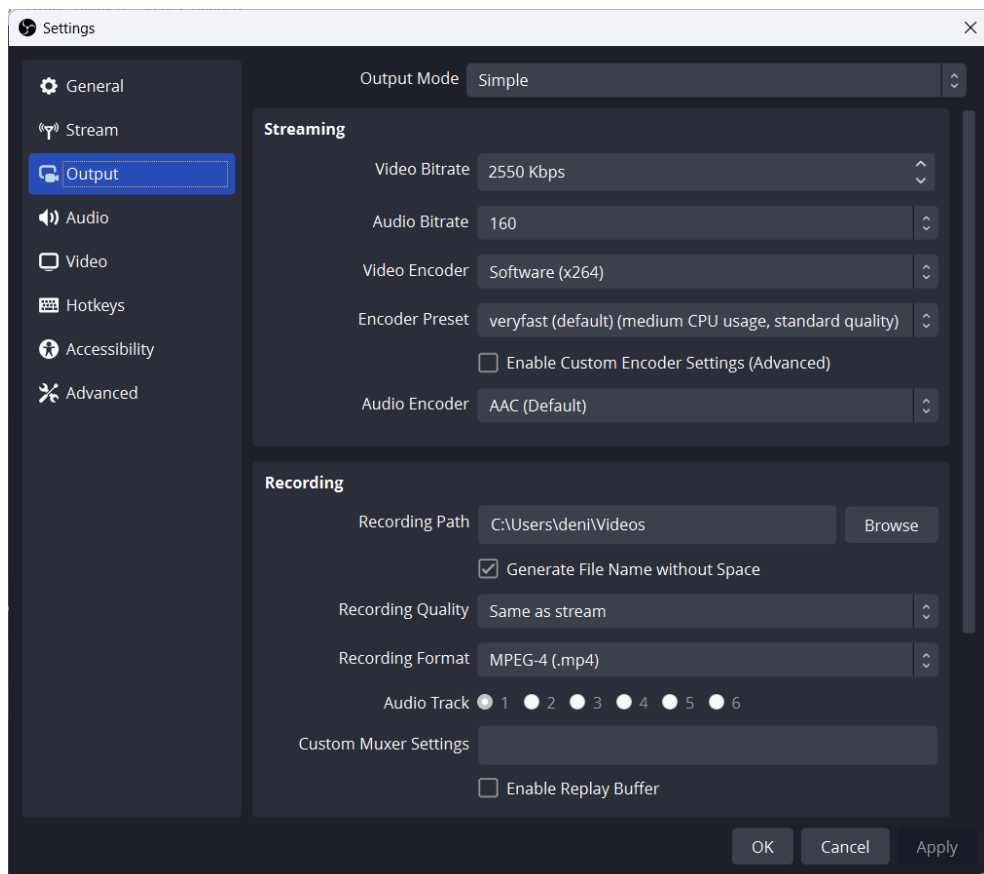 Settings
General
Stream
Output
Audio
Video
Hotkeys
Accessibility
Advanced
Output Mode Simple
Streaming
Video Bitrate 2550 Kbps
Audio Bitrate 160
Video Encoder Software (x264)
Encoder Preset veryfast (default) (medium CPU usage, standard quality)
Enable Custom Encoder Settings (Advanced)
Audio Encoder AAC (Default)
Recording
Recording Path C:\Users\deni\Videos Browse
Generate File Name without Space
Recording Quality Same as stream
Recording Format MPEG-4 (.mp4)
Audio Track 1 2 3 4 5 6
Custom Muxer Settings
Enable Replay Buffer
OK Cancel Apply